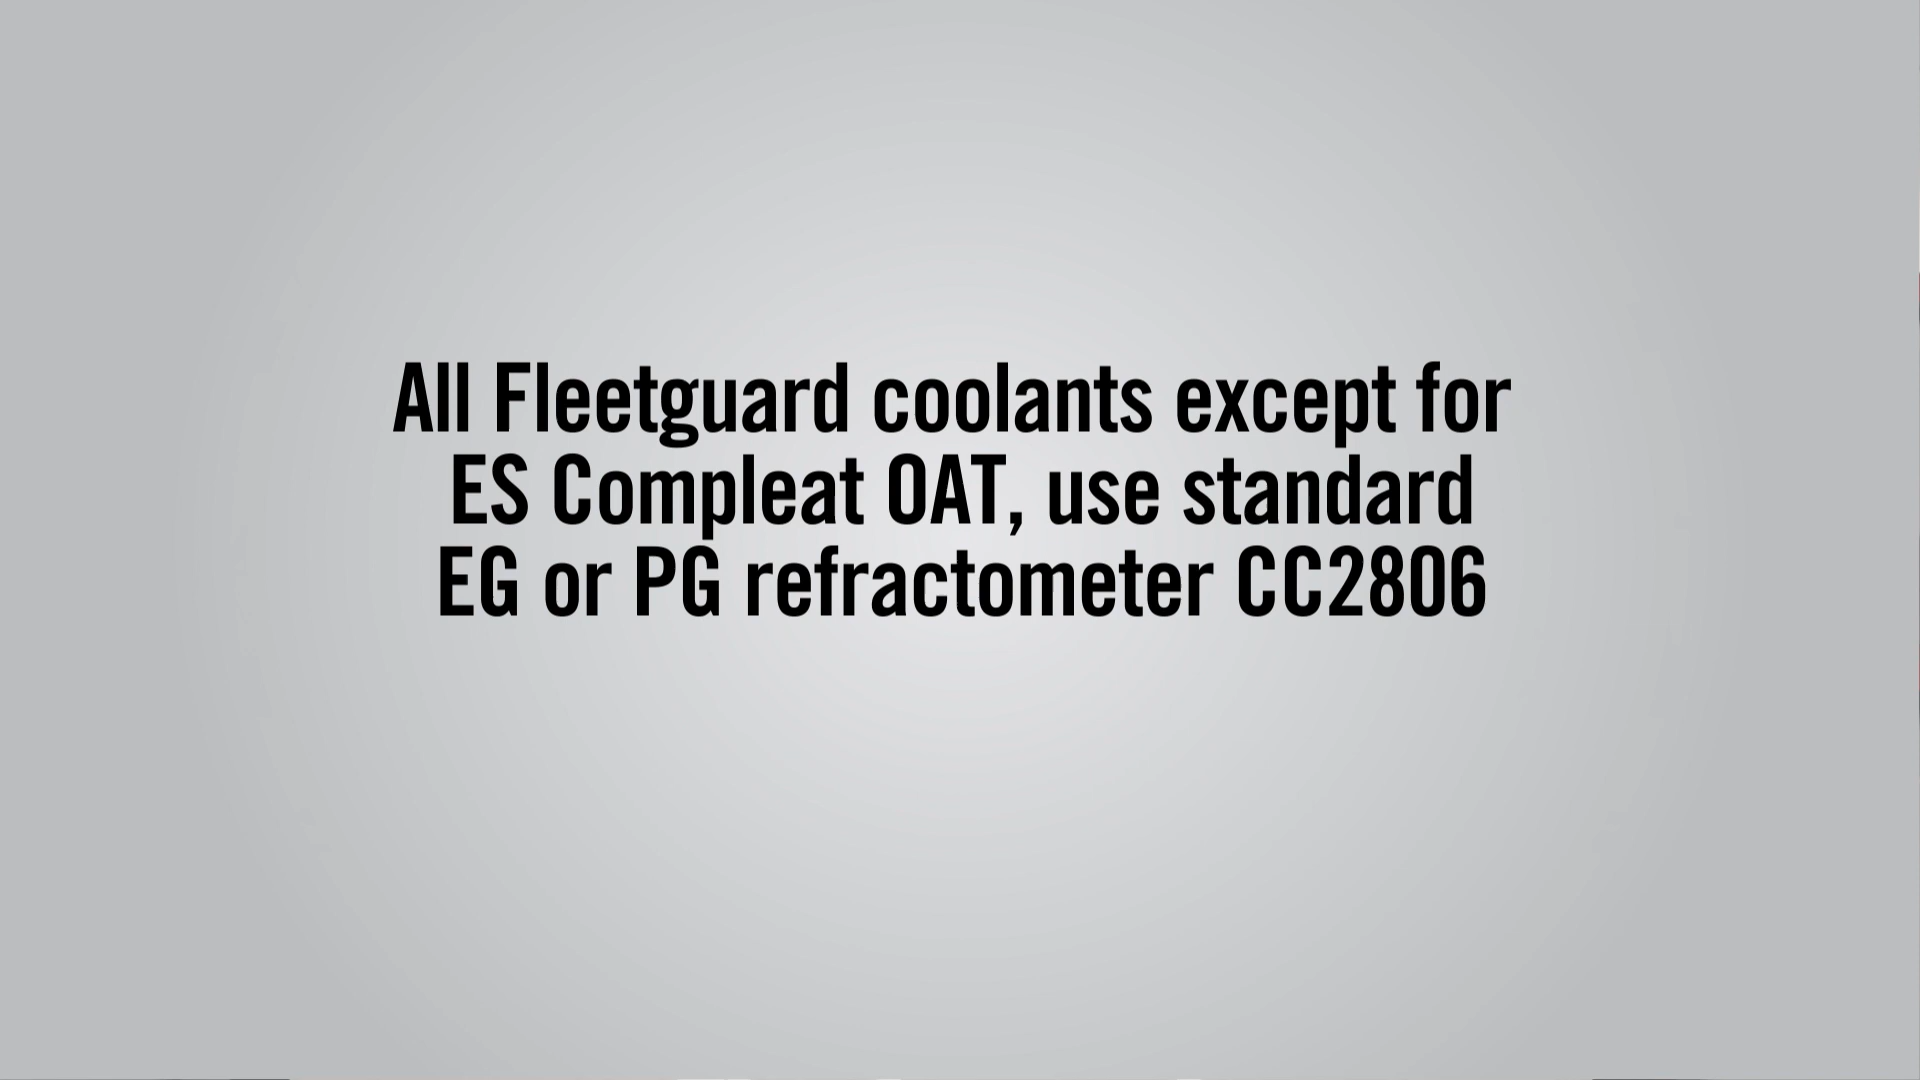 All Fleetguard coolants except for
ES Compleat OAT, use standard
EG or PG refractometer CC2806